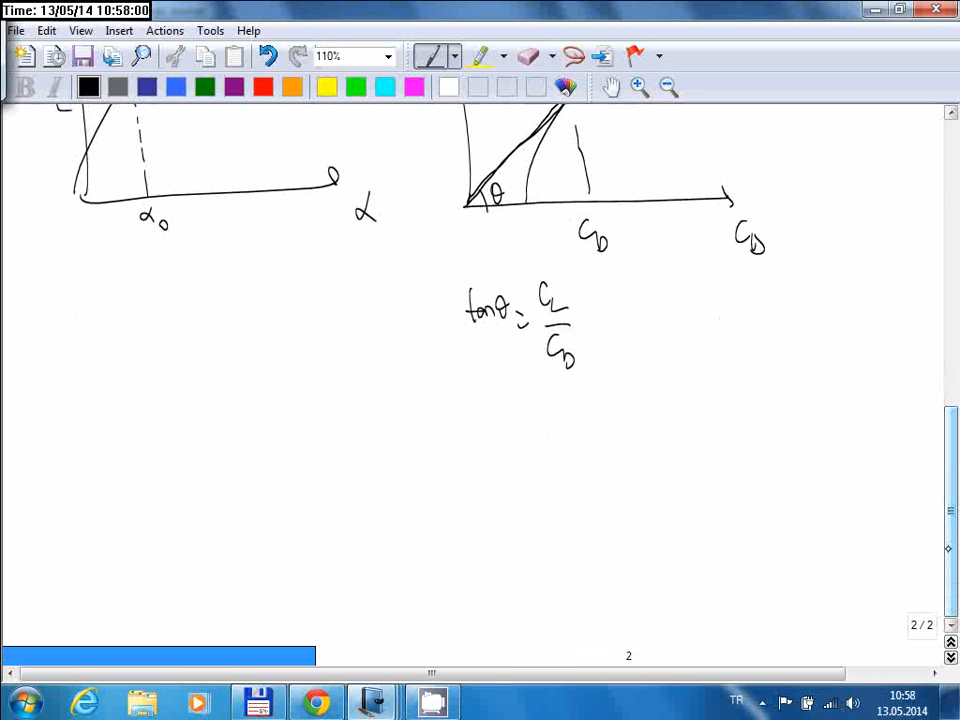 Time: 13/05/14 10:58:00
File Edit View Insert Actions Tools Help
110%
B I
θ
α₀
α
C_D
C_D
tanθ = C_L / C_D
2 / 2
2
TR
10:58
13.05.2014